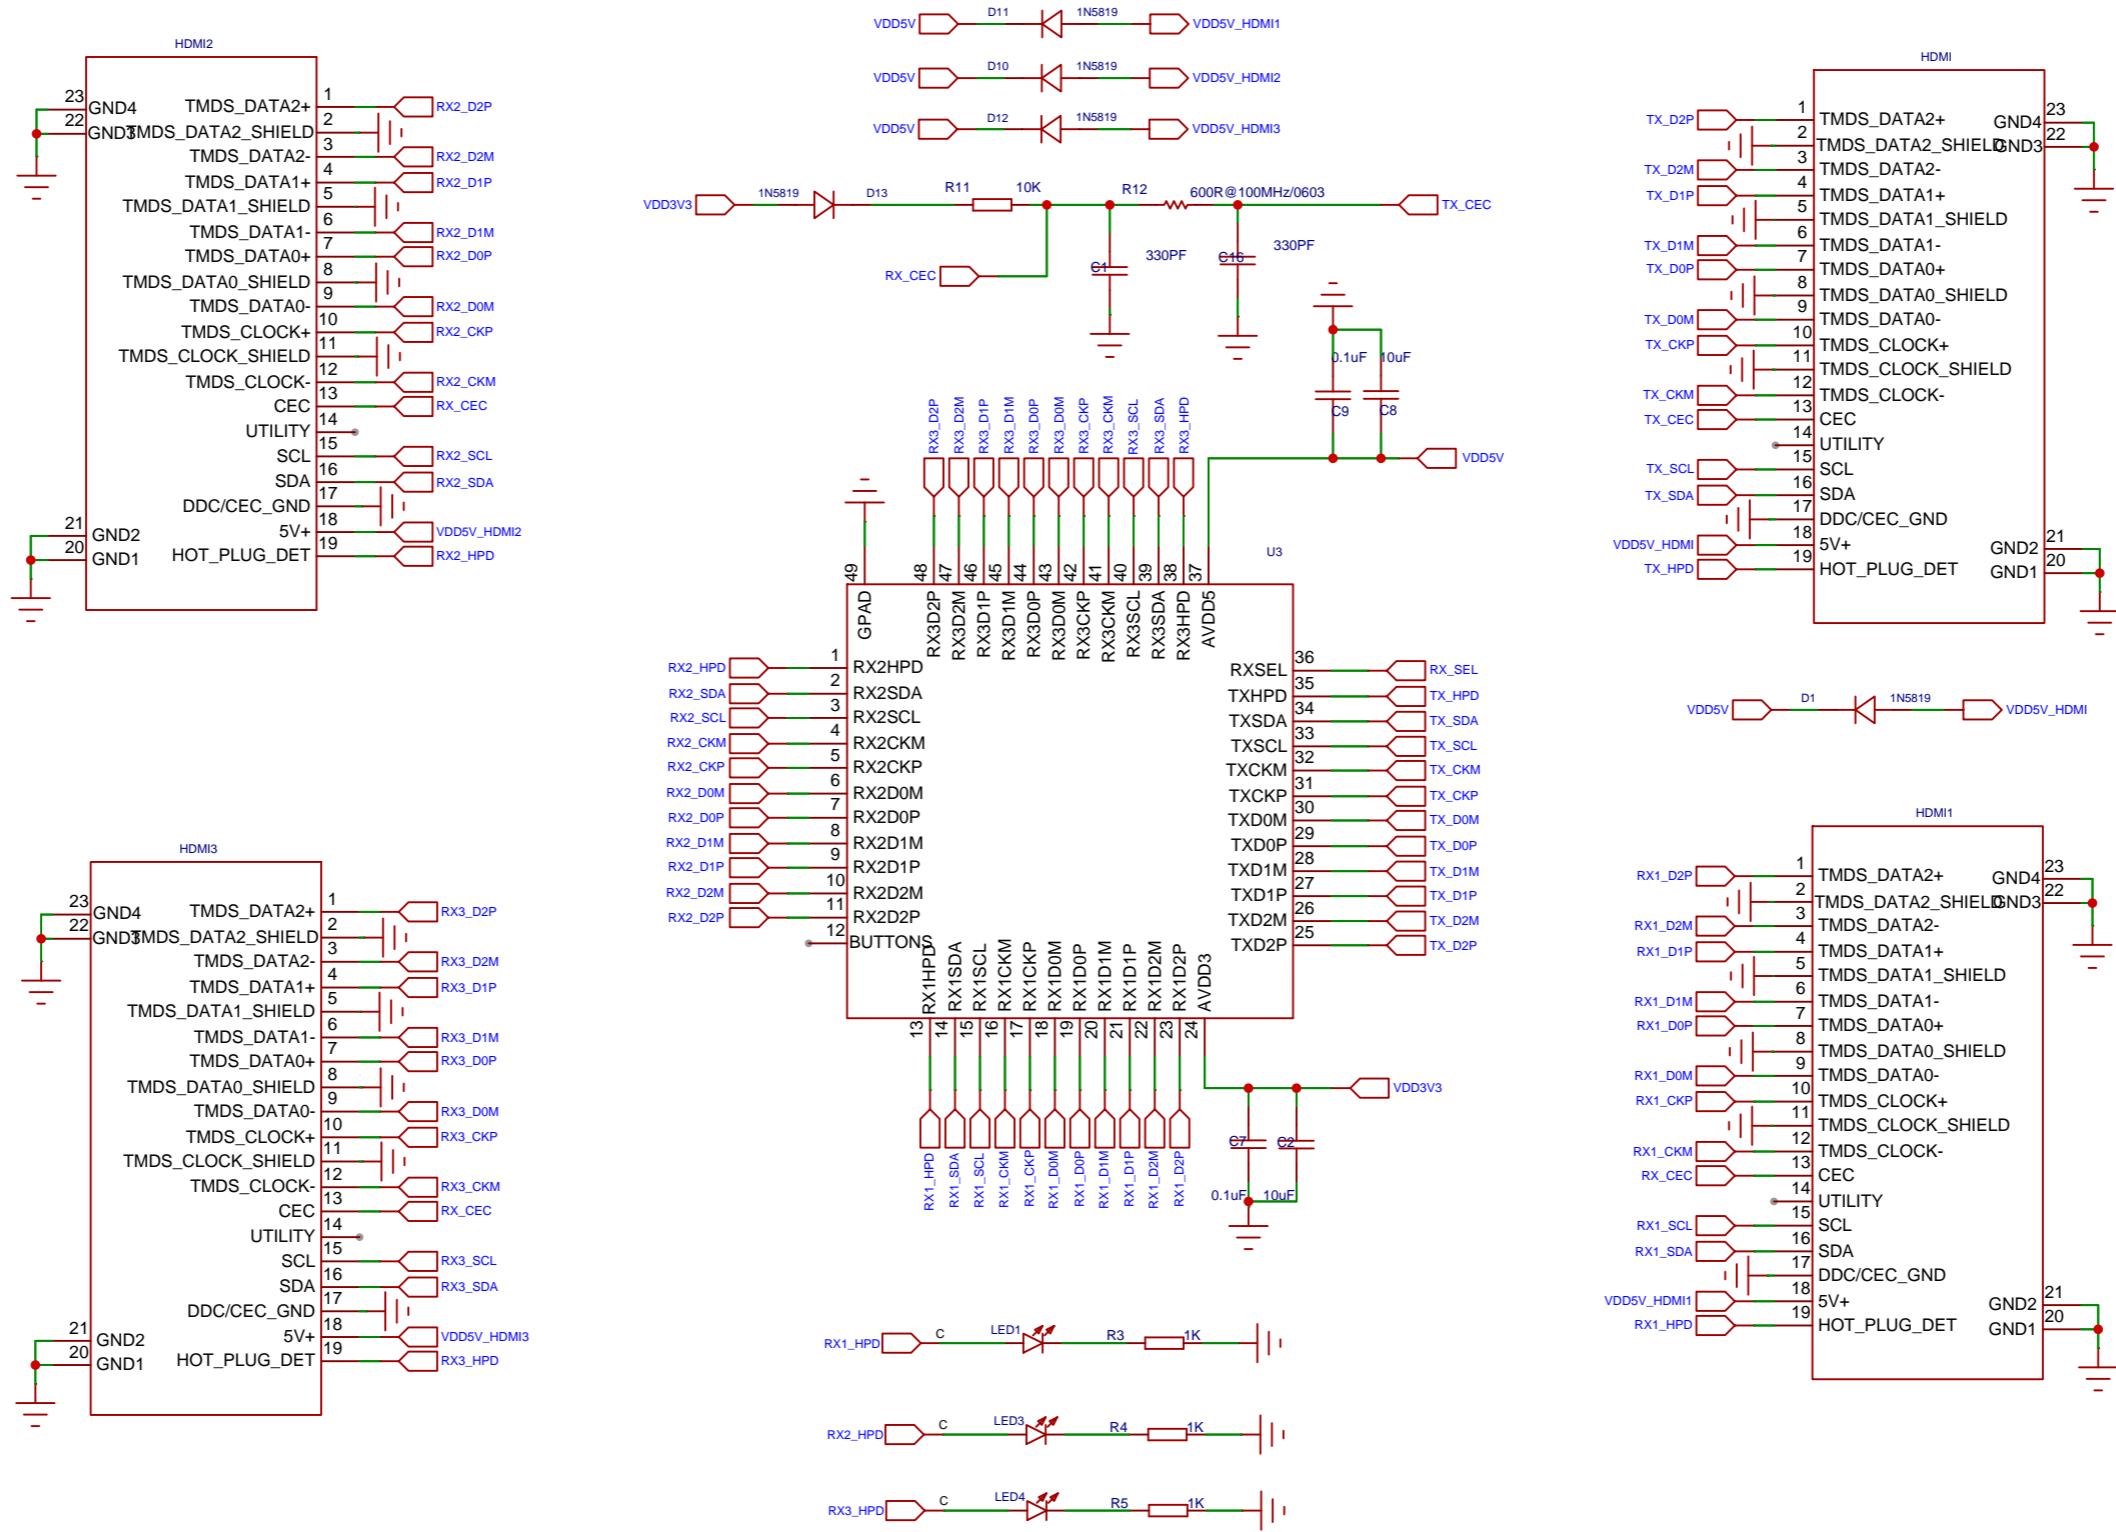 VDD5V D11 1N5819 VDD5V_HDMI1
VDD5V D10 1N5819 VDD5V_HDMI2
VDD5V D12 1N5819 VDD5V_HDMI3
VDD3V3 1N5819 D13 R11 10K R12 600R@100MHz/0603 TX_CEC
RX_CEC C1 330PF C16 330PF
0.1uF 10uF
C9 C8
VDD5V
HDMI2
23 GND4
22 GND3
21 GND2
20 GND1
TMDS_DATA2+ 1 RX2_D2P
TMDS_DATA2_SHIELD 2
TMDS_DATA2- 3 RX2_D2M
TMDS_DATA1+ 4 RX2_D1P
TMDS_DATA1_SHIELD 5
TMDS_DATA1- 6 RX2_D1M
TMDS_DATA0+ 7 RX2_D0P
TMDS_DATA0_SHIELD 8
TMDS_DATA0- 9 RX2_D0M
TMDS_CLOCK+ 10 RX2_CKP
TMDS_CLOCK_SHIELD 11
TMDS_CLOCK- 12 RX2_CKM
CEC 13 RX_CEC
UTILITY 14
SCL 15 RX2_SCL
SDA 16 RX2_SDA
DDC/CEC_GND 17
5V+ 18 VDD5V_HDMI2
HOT_PLUG_DET 19 RX2_HPD
HDMI
TX_D2P 1 TMDS_DATA2+
2 TMDS_DATA2_SHIELD
TX_D2M 3 TMDS_DATA2-
TX_D1P 4 TMDS_DATA1+
5 TMDS_DATA1_SHIELD
TX_D1M 6 TMDS_DATA1-
TX_D0P 7 TMDS_DATA0+
8 TMDS_DATA0_SHIELD
TX_D0M 9 TMDS_DATA0-
TX_CKP 10 TMDS_CLOCK+
11 TMDS_CLOCK_SHIELD
TX_CKM 12 TMDS_CLOCK-
TX_CEC 13 CEC
14 UTILITY
TX_SCL 15 SCL
TX_SDA 16 SDA
17 DDC/CEC_GND
VDD5V_HDMI 18 5V+
TX_HPD 19 HOT_PLUG_DET
GND4 23
GND3 22
GND2 21
GND1 20
VDD5V D1 1N5819 VDD5V_HDMI
U3
49 GPAD
RX3_D2P 48 RX3D2P
RX3_D2M 47 RX3D2M
RX3_D1P 46 RX3D1P
RX3_D1M 45 RX3D1M
RX3_D0P 44 RX3D0P
RX3_D0M 43 RX3D0M
RX3_CKP 42 RX3CKP
RX3_CKM 41 RX3CKM
RX3_SCL 40 RX3SCL
RX3_SDA 39 RX3SDA
RX3_HPD 38 RX3HPD
37 AVDD5
RX2_HPD 1 RX2HPD
RX2_SDA 2 RX2SDA
RX2_SCL 3 RX2SCL
RX2_CKM 4 RX2CKM
RX2_CKP 5 RX2CKP
RX2_D0M 6 RX2D0M
RX2_D0P 7 RX2D0P
RX2_D1M 8 RX2D1M
RX2_D1P 9 RX2D1P
RX2_D2M 10 RX2D2M
RX2_D2P 11 RX2D2P
12 BUTTONS
RXSEL 36 RX_SEL
TXHPD 35 TX_HPD
TXSDA 34 TX_SDA
TXSCL 33 TX_SCL
TXCKM 32 TX_CKM
TXCKP 31 TX_CKP
TXD0M 30 TX_D0M
TXD0P 29 TX_D0P
TXD1M 28 TX_D1M
TXD1P 27 TX_D1P
TXD2M 26 TX_D2M
TXD2P 25 TX_D2P
RX1HPD 13 RX1_HPD
RX1SDA 14 RX1_SDA
RX1SCL 15 RX1_SCL
RX1CKM 16 RX1_CKM
RX1CKP 17 RX1_CKP
RX1D0M 18 RX1_D0M
RX1D0P 19 RX1_D0P
RX1D1M 20 RX1_D1M
RX1D1P 21 RX1_D1P
RX1D2M 22 RX1_D2M
RX1D2P 23 RX1_D2P
AVDD3 24
VDD3V3
C7 C2
0.1uF 10uF
HDMI3
23 GND4
22 GND3
21 GND2
20 GND1
TMDS_DATA2+ 1 RX3_D2P
TMDS_DATA2_SHIELD 2
TMDS_DATA2- 3 RX3_D2M
TMDS_DATA1+ 4 RX3_D1P
TMDS_DATA1_SHIELD 5
TMDS_DATA1- 6 RX3_D1M
TMDS_DATA0+ 7 RX3_D0P
TMDS_DATA0_SHIELD 8
TMDS_DATA0- 9 RX3_D0M
TMDS_CLOCK+ 10 RX3_CKP
TMDS_CLOCK_SHIELD 11
TMDS_CLOCK- 12 RX3_CKM
CEC 13 RX_CEC
UTILITY 14
SCL 15 RX3_SCL
SDA 16 RX3_SDA
DDC/CEC_GND 17
5V+ 18 VDD5V_HDMI3
HOT_PLUG_DET 19 RX3_HPD
HDMI1
RX1_D2P 1 TMDS_DATA2+
2 TMDS_DATA2_SHIELD
RX1_D2M 3 TMDS_DATA2-
RX1_D1P 4 TMDS_DATA1+
5 TMDS_DATA1_SHIELD
RX1_D1M 6 TMDS_DATA1-
RX1_D0P 7 TMDS_DATA0+
8 TMDS_DATA0_SHIELD
RX1_D0M 9 TMDS_DATA0-
RX1_CKP 10 TMDS_CLOCK+
11 TMDS_CLOCK_SHIELD
RX1_CKM 12 TMDS_CLOCK-
RX_CEC 13 CEC
14 UTILITY
RX1_SCL 15 SCL
RX1_SDA 16 SDA
17 DDC/CEC_GND
VDD5V_HDMI1 18 5V+
RX1_HPD 19 HOT_PLUG_DET
GND4 23
GND3 22
GND2 21
GND1 20
RX1_HPD C LED1 R3 1K
RX2_HPD C LED3 R4 1K
RX3_HPD C LED4 R5 1K